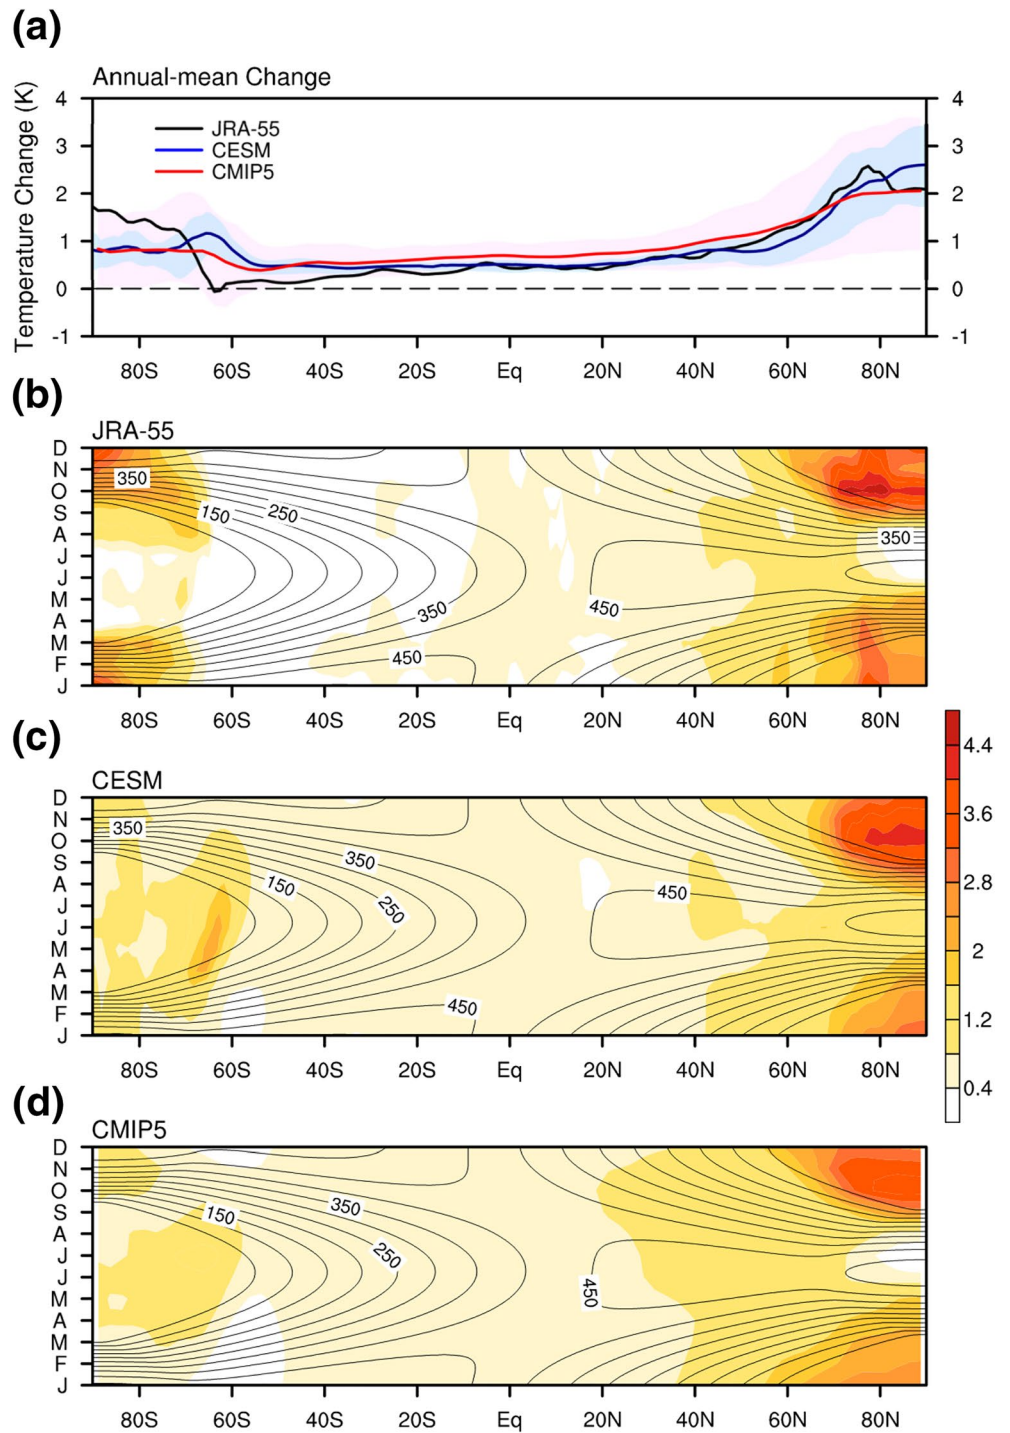 (a)
Annual-mean Change
Temperature Change (K)
4 4
3 3
2 2
1 1
0 0
-1 -1
JRA-55
CESM
CMIP5
80S 60S 40S 20S Eq 20N 40N 60N 80N
(b)
JRA-55
D
N
O
S
A
J
J
M
A
M
F
J
350
150 250
350
350
450
450
80S 60S 40S 20S Eq 20N 40N 60N 80N
(c)
CESM
D
N
O
S
A
J
J
M
A
M
F
J
350
350
150
450
250
450
80S 60S 40S 20S Eq 20N 40N 60N 80N
4.4
3.6
2.8
2
1.2
0.4
(d)
CMIP5
D
N
O
S
A
J
J
M
A
M
F
J
150 350
250
450
80S 60S 40S 20S Eq 20N 40N 60N 80N